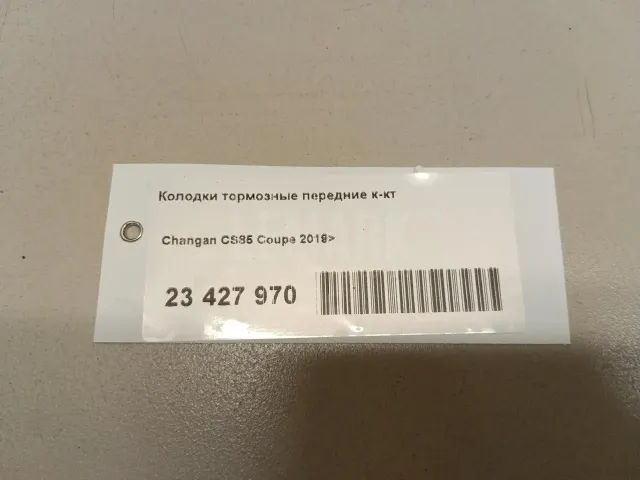 Колодки тормозные передние к-кт
Changan CS85 Coupe 2019>
23 427 970